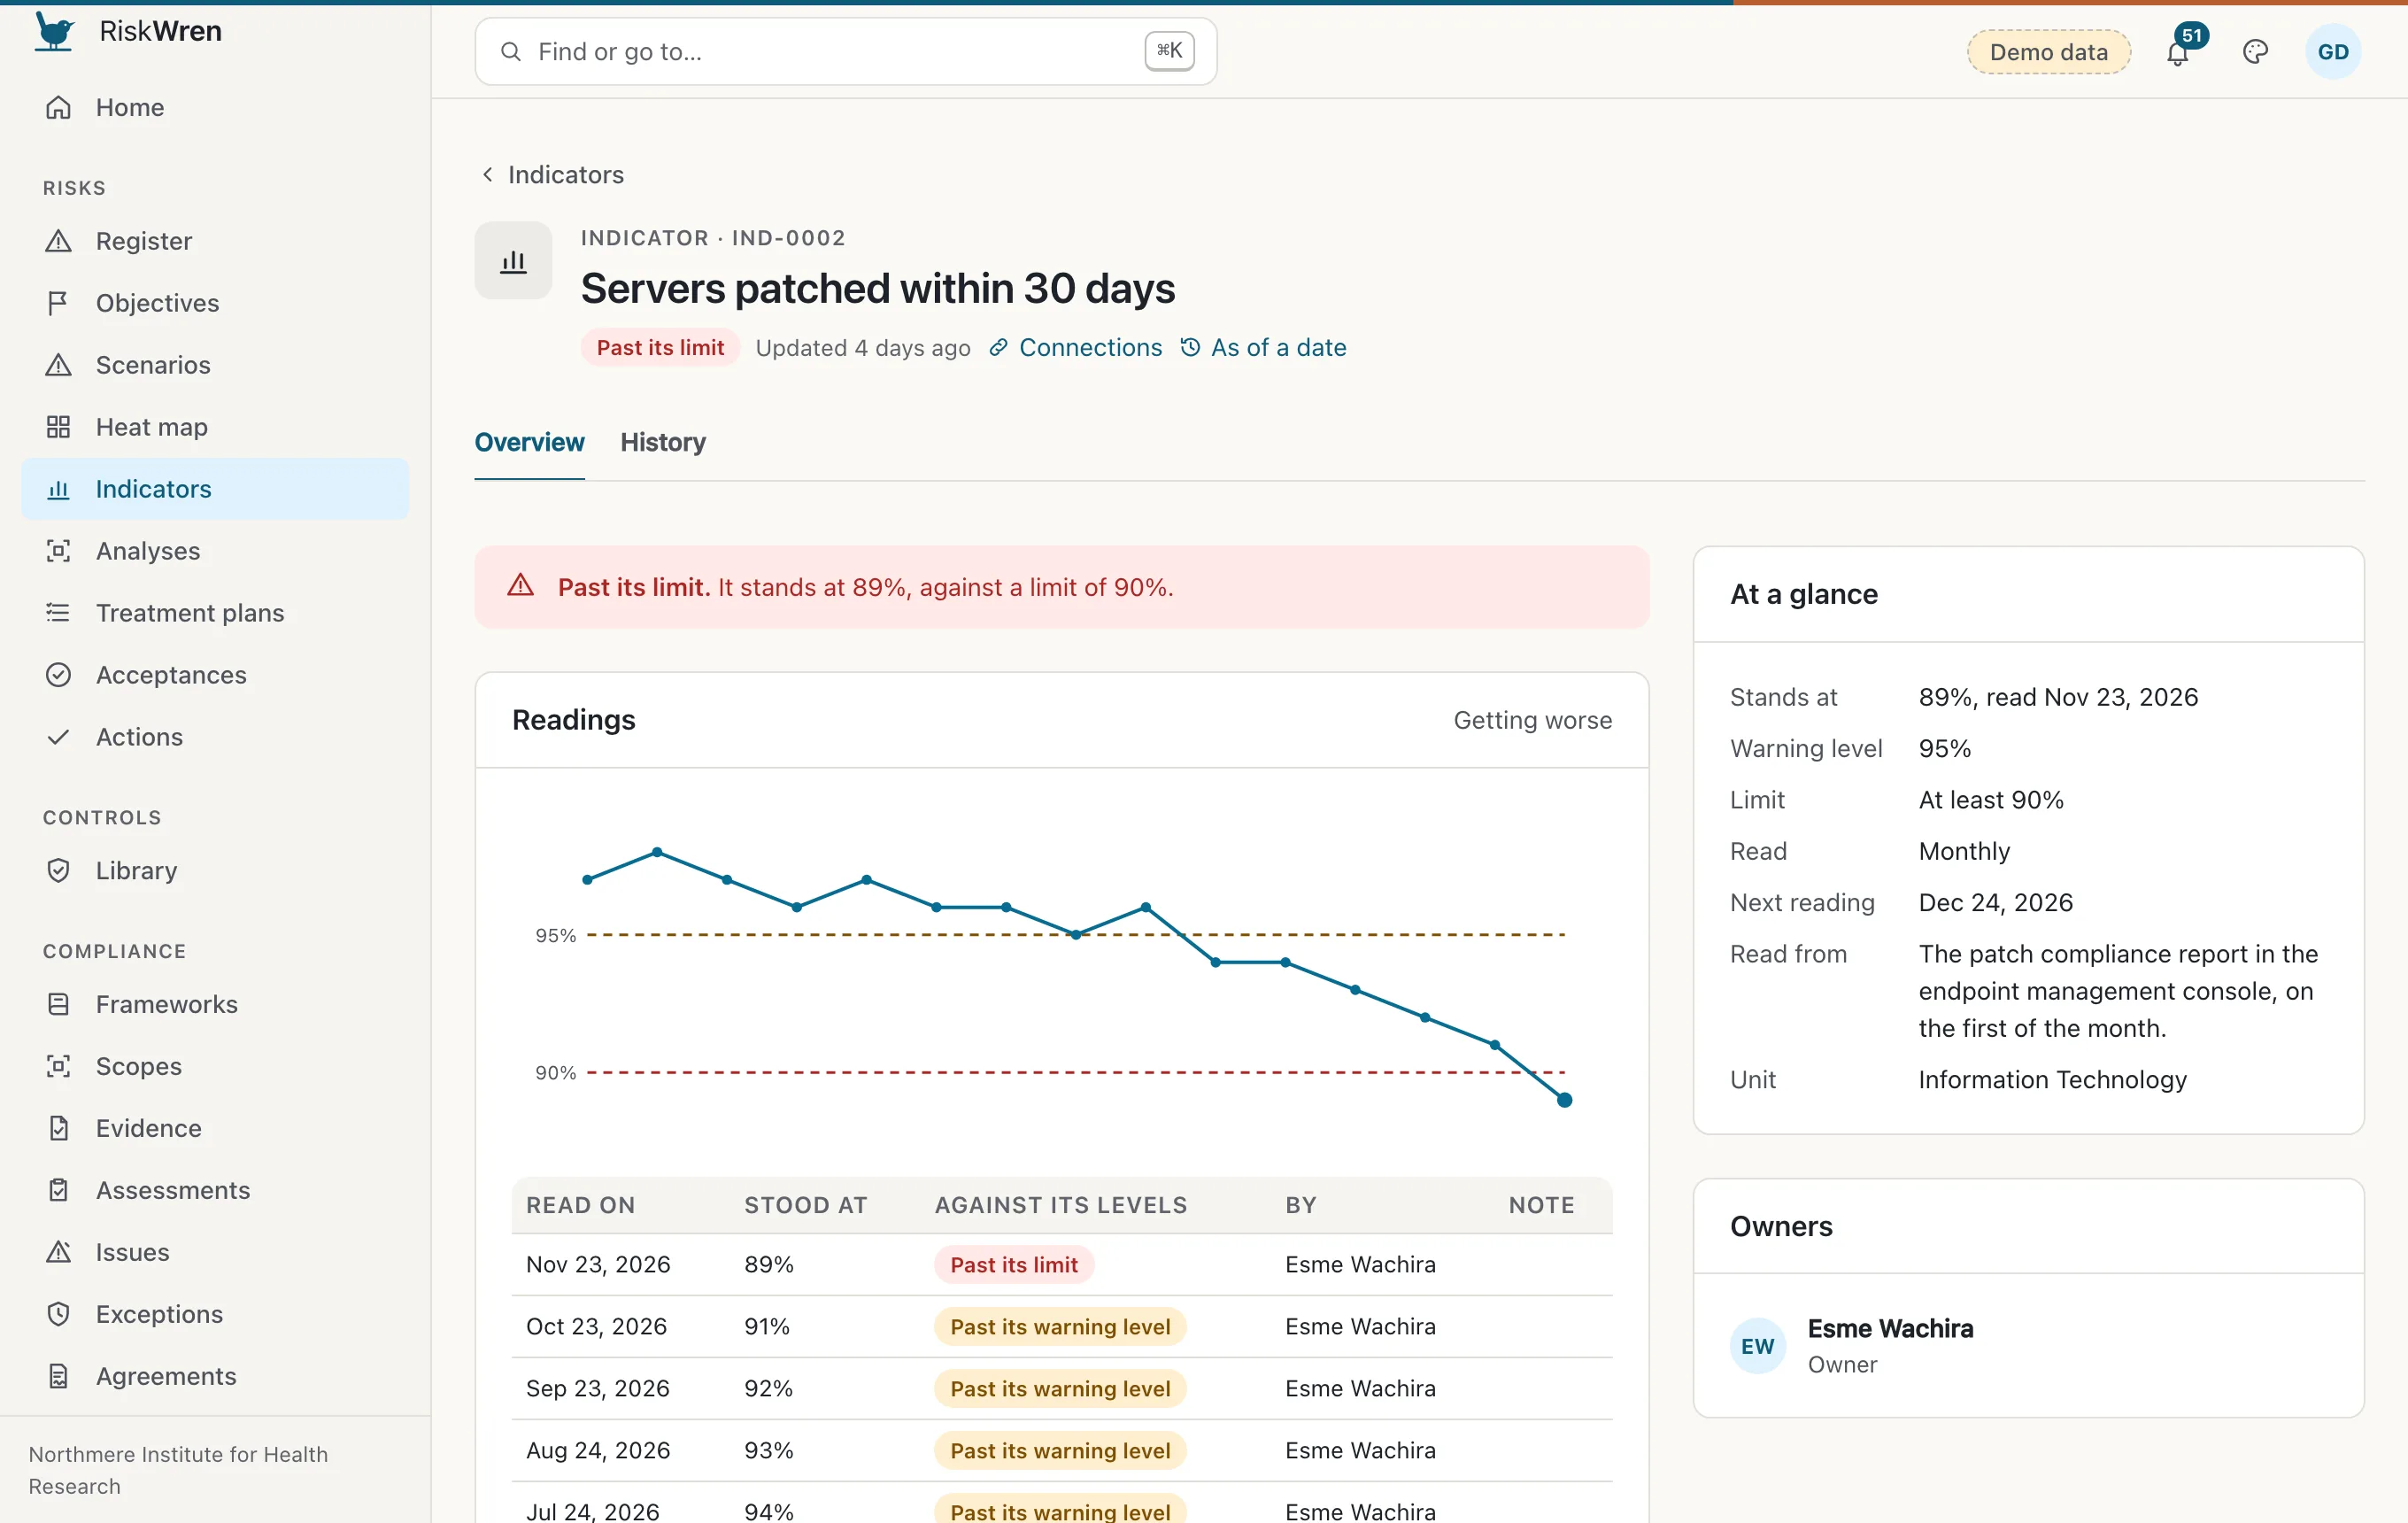 RiskWren
Find or go to...
⌘K
Demo data
51
GD
Home
RISKS
Register
Objectives
Scenarios
Heat map
Indicators
Analyses
Treatment plans
Acceptances
Actions
CONTROLS
Library
COMPLIANCE
Frameworks
Scopes
Evidence
Assessments
Issues
Exceptions
Agreements
Northmere Institute for Health
Research
Indicators
INDICATOR · IND-0002
Servers patched within 30 days
Past its limit Updated 4 days ago Connections As of a date
Overview History
Past its limit. It stands at 89%, against a limit of 90%.
Readings Getting worse
95%
90%
READ ON STOOD AT AGAINST ITS LEVELS BY NOTE
Nov 23, 2026 89% Past its limit Esme Wachira
Oct 23, 2026 91% Past its warning level Esme Wachira
Sep 23, 2026 92% Past its warning level Esme Wachira
Aug 24, 2026 93% Past its warning level Esme Wachira
Jul 24, 2026 94% Past its warning level Esme Wachira
At a glance
Stands at 89%, read Nov 23, 2026
Warning level 95%
Limit At least 90%
Read Monthly
Next reading Dec 24, 2026
Read from The patch compliance report in the
endpoint management console, on
the first of the month.
Unit Information Technology
Owners
EW
Esme Wachira
Owner